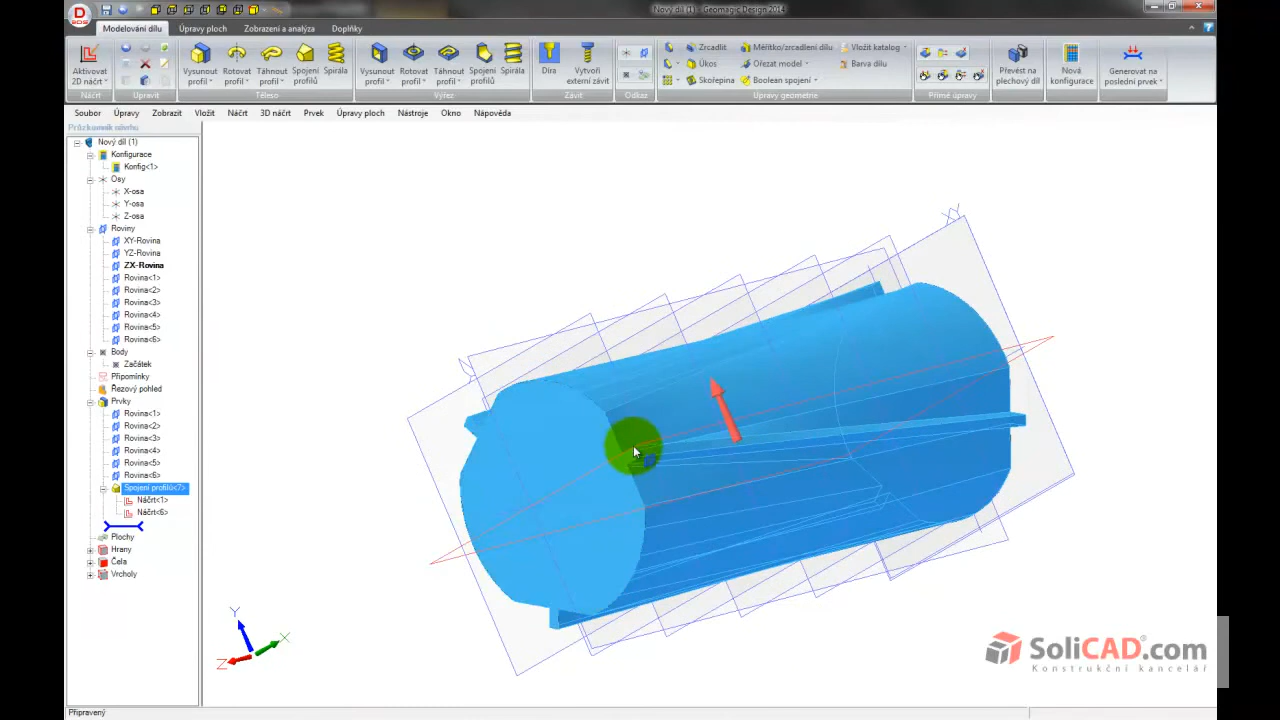 Nový díl (1) - Geomagic Design 2014
Modelování dílu
Úpravy ploch
Zobrazení a analýza
Doplňky
Aktivovat
2D náčrt
Vysunout
profil
Rotovat
profil
Táhnout
profil
Spojení
profilů
Spirála
Vysunout
profil
Rotovat
profil
Táhnout
profil
Spojení
profilů
Spirála
Díra
Vytvořit
externí závit
Zrcadlit
Úkos
Skořepina
Měřítko/zrcadlení dílu
Ořezat model
Boolean spojení
Vložit katalog
Barva dílu
Převést na
plechový díl
Nová
konfigurace
Generovat na
poslední prvek
Náčrt
Upravit
Těleso
Výřez
Závit
Odkaz
Úpravy geometrie
Přímé úpravy
Soubor
Úpravy
Zobrazit
Vložit
Náčrt
3D náčrt
Prvek
Úpravy ploch
Nástroje
Okno
Nápověda
Průzkumník návrhu
Nový díl (1)
Konfigurace
Konfig<1>
Osy
X-osa
Y-osa
Z-osa
Roviny
XY-Rovina
YZ-Rovina
ZX-Rovina
Rovina<1>
Rovina<2>
Rovina<3>
Rovina<4>
Rovina<5>
Rovina<6>
Body
Začátek
Připomínky
Řezový pohled
Prvky
Rovina<1>
Rovina<2>
Rovina<3>
Rovina<4>
Rovina<5>
Rovina<6>
Spojení profilů<7>
Náčrt<1>
Náčrt<6>
Plochy
Hrany
Čela
Vrcholy
Y
X
Z
SoliCAD.com
Konstrukční kancelář
Připravený